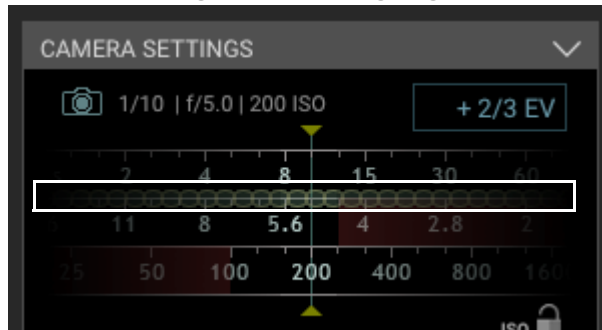 CAMERA SETTINGS
1/10 | f/5.0 | 200 ISO
+ 2/3 EV
2 4 8 15 30 60
11 8 5.6 4 2.8 2
25 50 100 200 400 800 160
ISO